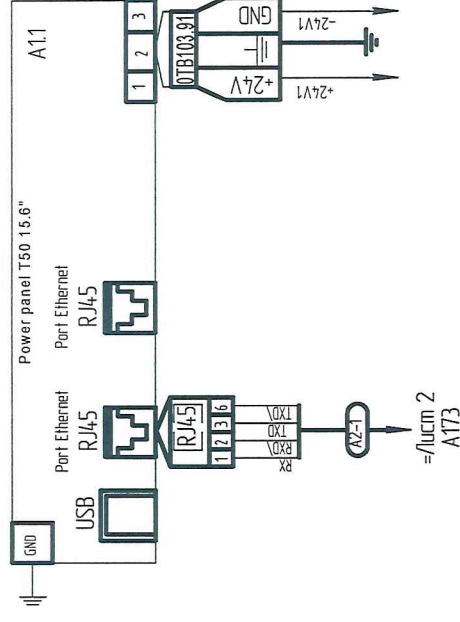 A1.1
Power panel T50 15.6"
Port Ethernet
RJ45
Port Ethernet
RJ45
USB
GND
1 2 3
0TB103.91
+24V
GND
+24V1
-24V1
RJ45
1 2 3 6
RX
RXD/
TXD
TXD/
A2-1
=/лист 2
A173